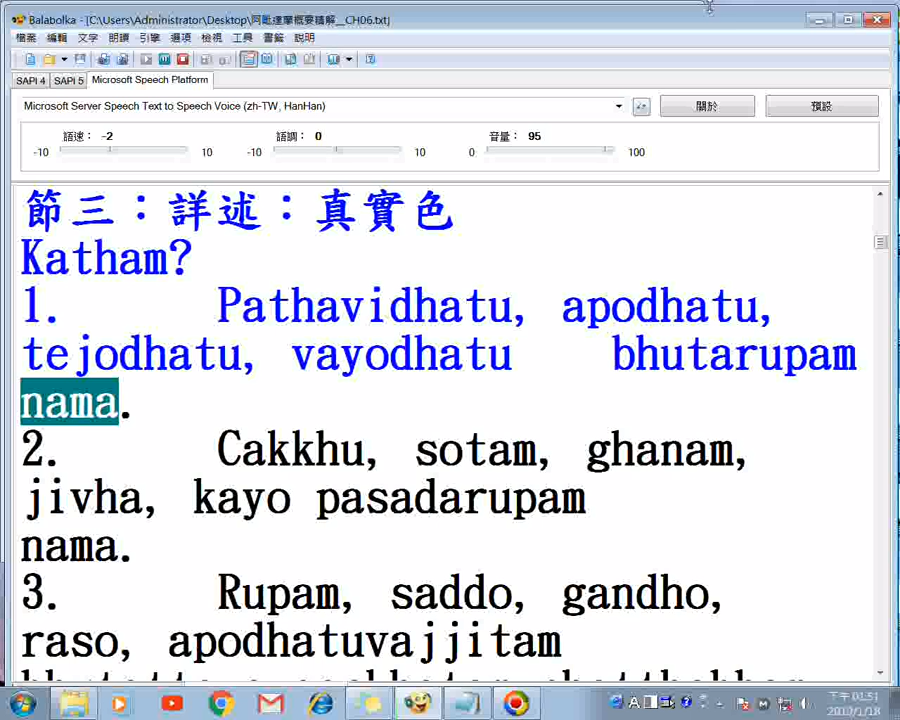 Balabolka - [C:\Users\Administrator\Desktop\阿毗達摩概要精解__CH06.txt]
檔案 編輯 文字 朗讀 引擎 選項 檢視 工具 書籤 說明
SAPI 4 SAPI 5 Microsoft Speech Platform
Microsoft Server Speech Text to Speech Voice (zh-TW, HanHan) 關於 預設
語速： -2 語調： 0 音量： 95
-10 10 -10 10 0 100
節三：詳述：真實色
Katham?
1. Pathavidhatu, apodhatu,
tejodhatu, vayodhatu bhutarupam
nama.
2. Cakkhu, sotam, ghanam,
jivha, kayo pasadarupam
nama.
3. Rupam, saddo, gandho,
raso, apodhatuvajjitam
下午 01:51